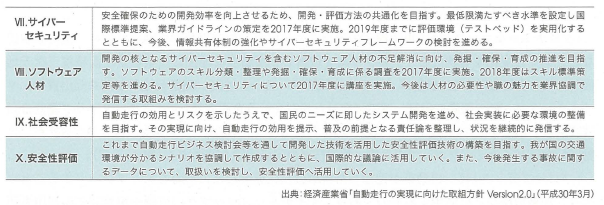 Ⅶ.サイバー
セキュリティ
安全確保のための開発効率を向上させるため、開発・評価方法の共通化を目指す。最低限満たすべき水準を設定し国
際標準提案、業界ガイドラインの策定を2017年度に実施。2019年度までに評価環境（テストベッド）を実用化する
とともに、今後、情報共有体制の強化やサイバーセキュリティフレームワークの検討を進める。
Ⅷ.ソフトウェア
人材
開発の核となるサイバーセキュリティを含むソフトウェア人材の不足解消に向け、発掘・確保・育成の推進を目指
す。ソフトウェアのスキル分類・整理や発掘・確保・育成に係る調査を2017年度に実施。2018年度はスキル標準策
定等を進める。サイバーセキュリティについて2017年度に講座を実施。今後は人材の必要性や職の魅力を業界協調で
発信する取組みを検討する。
Ⅸ.社会受容性
自動走行の効用とリスクを示したうえで、国民のニーズに即したシステム開発を進め、社会実装に必要な環境の整備
を目指す。その実現に向け、自動走行の効用を提示、普及の前提となる責任論を整理し、状況を継続的に発信する。
Ⅹ.安全性評価
これまで自動走行ビジネス検討会等を通して開発した技術を活用した安全性評価技術の構築を目指す。我が国の交通
環境が分かるシナリオを協調して作成するとともに、国際的な議論に活用していく。また、今後発生する事故に関す
るデータについて、取扱いを検討し、安全性評価へ活用していく。
出典：経済産業省「自動走行の実現に向けた取組方針 Version2.0」（平成30年3月）